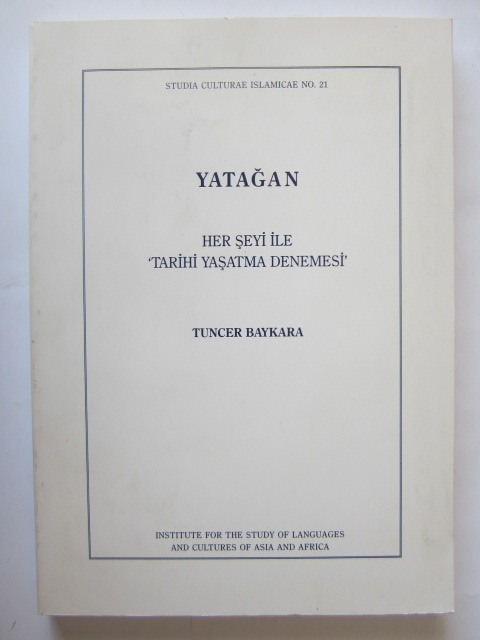 STUDIA CULTURAE ISLAMICAE NO. 21
YATAĞAN
HER ŞEYİ İLE
‘TARİHİ YAŞATMA DENEMESİ’
TUNCER BAYKARA
INSTITUTE FOR THE STUDY OF LANGUAGES
AND CULTURES OF ASIA AND AFRICA